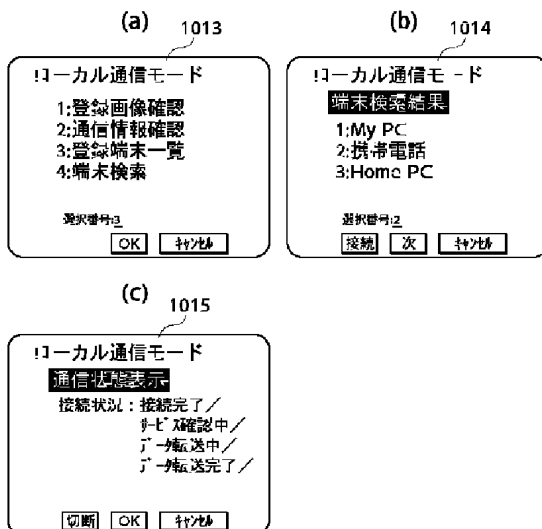 (a)
1013
ローカル通信モード
1:登録画像確認
2:通信情報確認
3:登録端末一覧
4:端末検索
選択番号:3
OK ｷｬﾝｾﾙ
(b)
1014
ローカル通信モード
端末検索結果
1:My PC
2:携帯電話
3:Home PC
選択番号:2
接続 次 ｷｬﾝｾﾙ
(c)
1015
ローカル通信モード
通信状態表示
接続状況：接続完了／
ｻｰﾋﾞｽ確認中／
ﾃﾞｰﾀ転送中／
ﾃﾞｰﾀ転送完了／
切断 OK ｷｬﾝｾﾙ